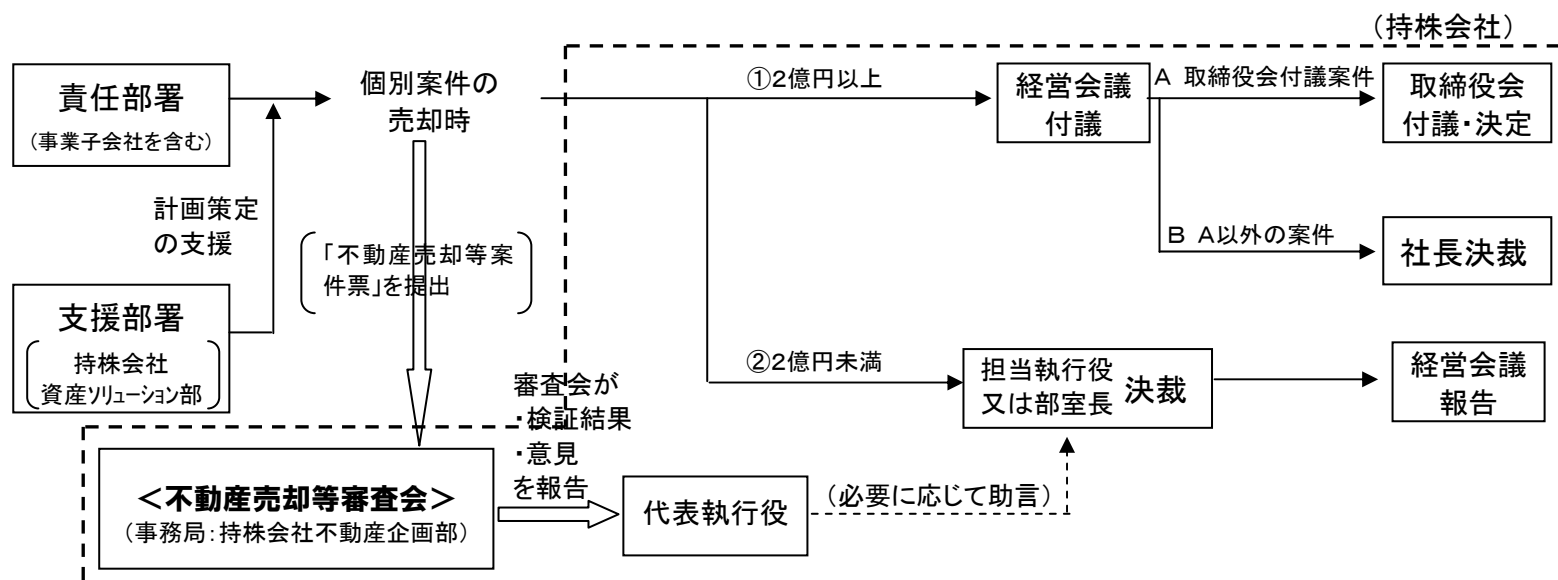 （持株会社）
責任部署
（事業子会社を含む）
個別案件の
売却時
①2億円以上
経営会議
付議
A 取締役会付議案件
取締役会
付議・決定
計画策定
の支援
「不動産売却等案
件票」を提出
B A以外の案件
社長決裁
支援部署
持株会社
資産ソリューション部
②2億円未満
担当執行役
又は部室長 決裁
経営会議
報告
審査会が
・検証結果
・意見
を報告
＜不動産売却等審査会＞
（事務局：持株会社不動産企画部）
代表執行役
（必要に応じて助言）